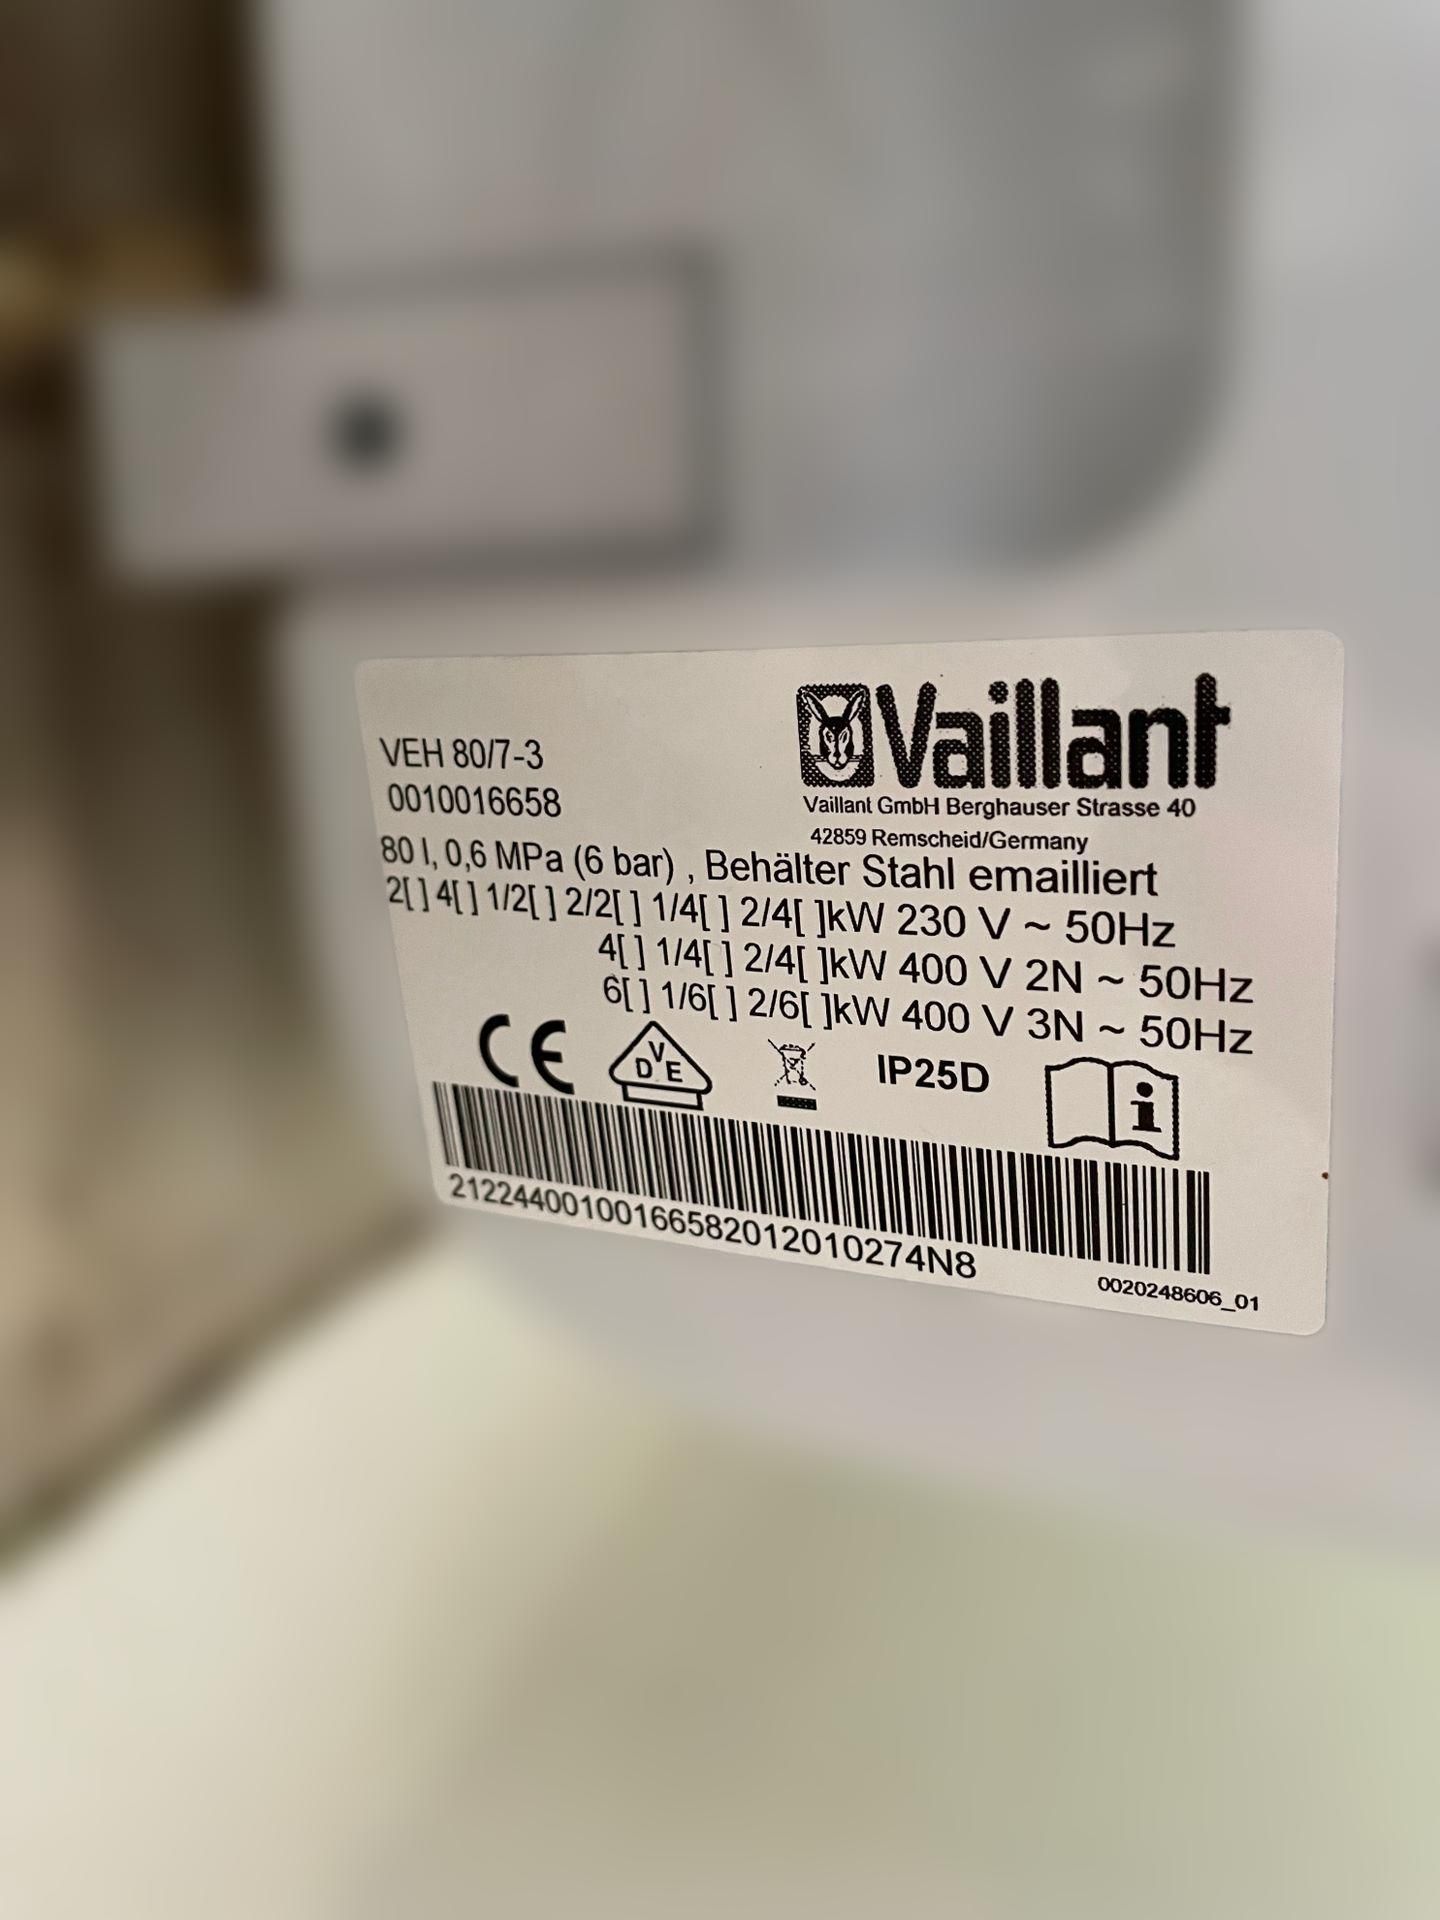 Vaillant
VEH 80/7-3
0010016658
Vaillant GmbH Berghauser Strasse 40
42859 Remscheid/Germany
80 l, 0,6 MPa (6 bar) , Behälter Stahl emailliert
2[ ] 4[ ] 1/2[ ] 2/2[ ] 1/4[ ] 2/4[ ]kW 230 V ~ 50Hz
4[ ] 1/4[ ] 2/4[ ]kW 400 V 2N ~ 50Hz
6[ ] 1/6[ ] 2/6[ ]kW 400 V 3N ~ 50Hz
CE
DVE
IP25D
i
21224400100166582012010274N8
0020248606_01